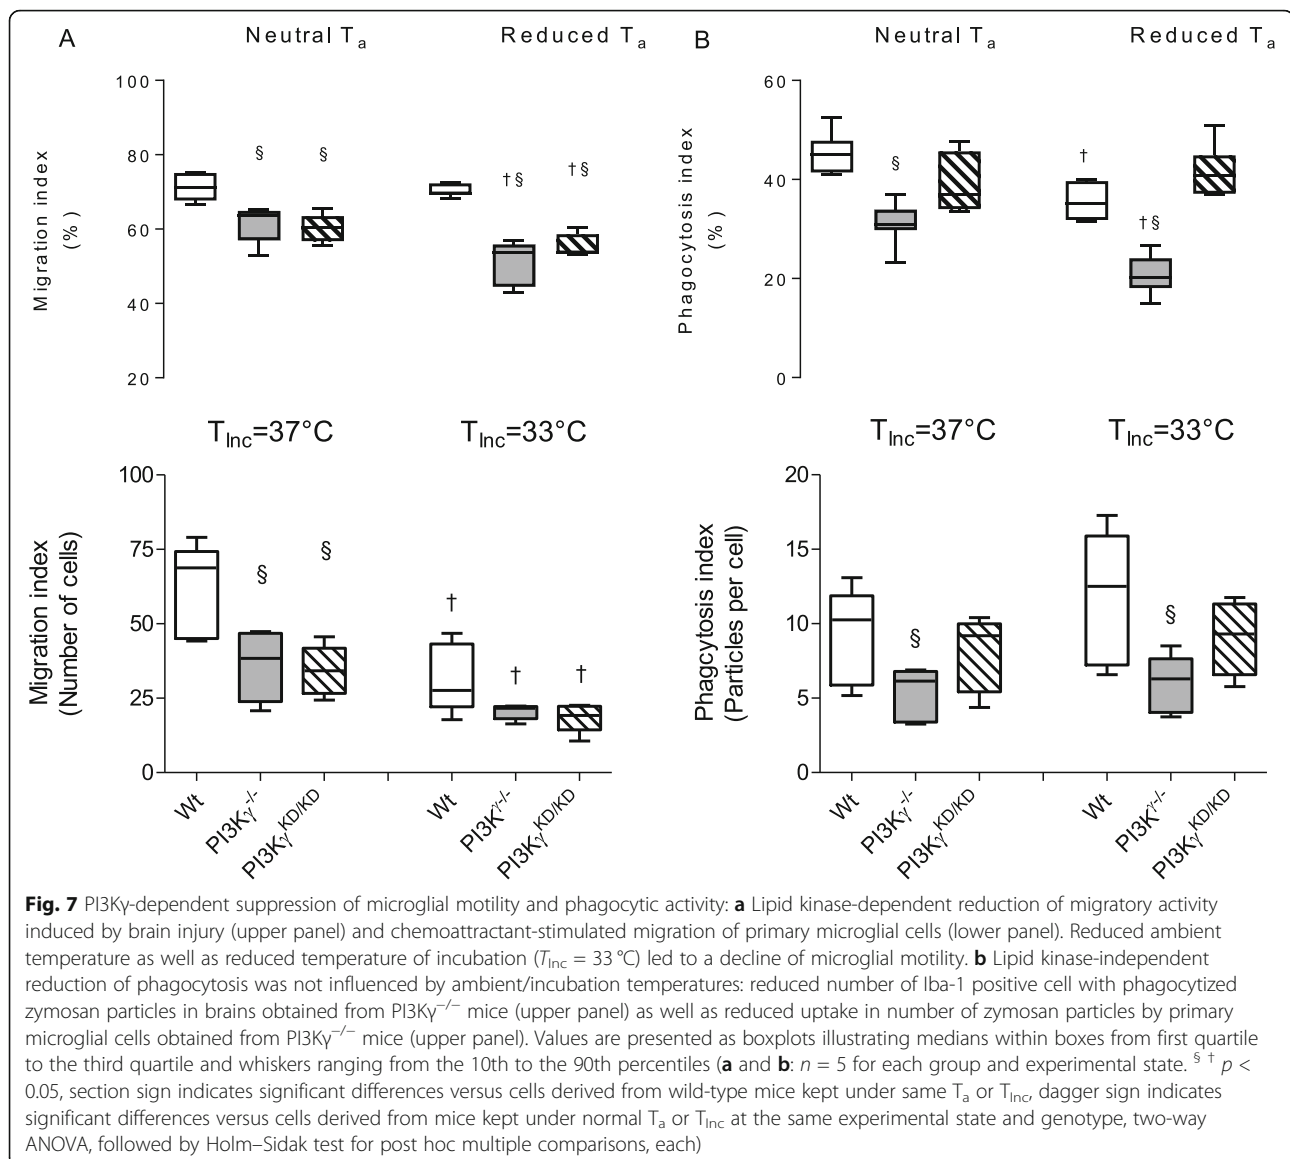 A
Neutral Ta
Reduced Ta
Migration index
(%)
100
80
60
40
20
§
§
†§
†§
B
Neutral Ta
Reduced Ta
Phagocytosis index
(%)
60
40
20
0
§
†
†§
TInc=37°C
TInc=33°C
Migration index
(Number of cells)
100
75
50
25
0
§
§
†
†
†
Wt
PI3Kγ-/-
PI3KγKD/KD
Wt
PI3Kγ-/-
PI3KγKD/KD
TInc=37°C
TInc=33°C
Phagcytosis index
(Particles per cell)
20
15
10
5
0
§
§
Wt
PI3Kγ-/-
PI3KγKD/KD
Wt
PI3Kγ-/-
PI3KγKD/KD
Fig. 7 PI3Kγ-dependent suppression of microglial motility and phagocytic activity: a Lipid kinase-dependent reduction of migratory activity
induced by brain injury (upper panel) and chemoattractant-stimulated migration of primary microglial cells (lower panel). Reduced ambient
temperature as well as reduced temperature of incubation (TInc = 33 °C) led to a decline of microglial motility. b Lipid kinase-independent
reduction of phagocytosis was not influenced by ambient/incubation temperatures: reduced number of Iba-1 positive cell with phagocytized
zymosan particles in brains obtained from PI3Kγ−/− mice (upper panel) as well as reduced uptake in number of zymosan particles by primary
microglial cells obtained from PI3Kγ−/− mice (upper panel). Values are presented as boxplots illustrating medians within boxes from first quartile
to the third quartile and whiskers ranging from the 10th to the 90th percentiles (a and b: n = 5 for each group and experimental state. § † p <
0.05, section sign indicates significant differences versus cells derived from wild-type mice kept under same Ta or TInc, dagger sign indicates
significant differences versus cells derived from mice kept under normal Ta or TInc at the same experimental state and genotype, two-way
ANOVA, followed by Holm–Sidak test for post hoc multiple comparisons, each)